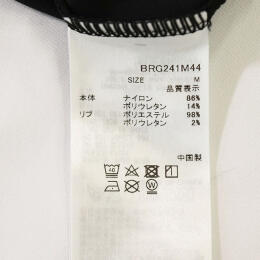 BRG241M44
SIZE M
品質表示
本体 ナイロン 86%
ポリウレタン 14%
リブ ポリエステル 98%
ポリウレタン 2%
中国製
40
W